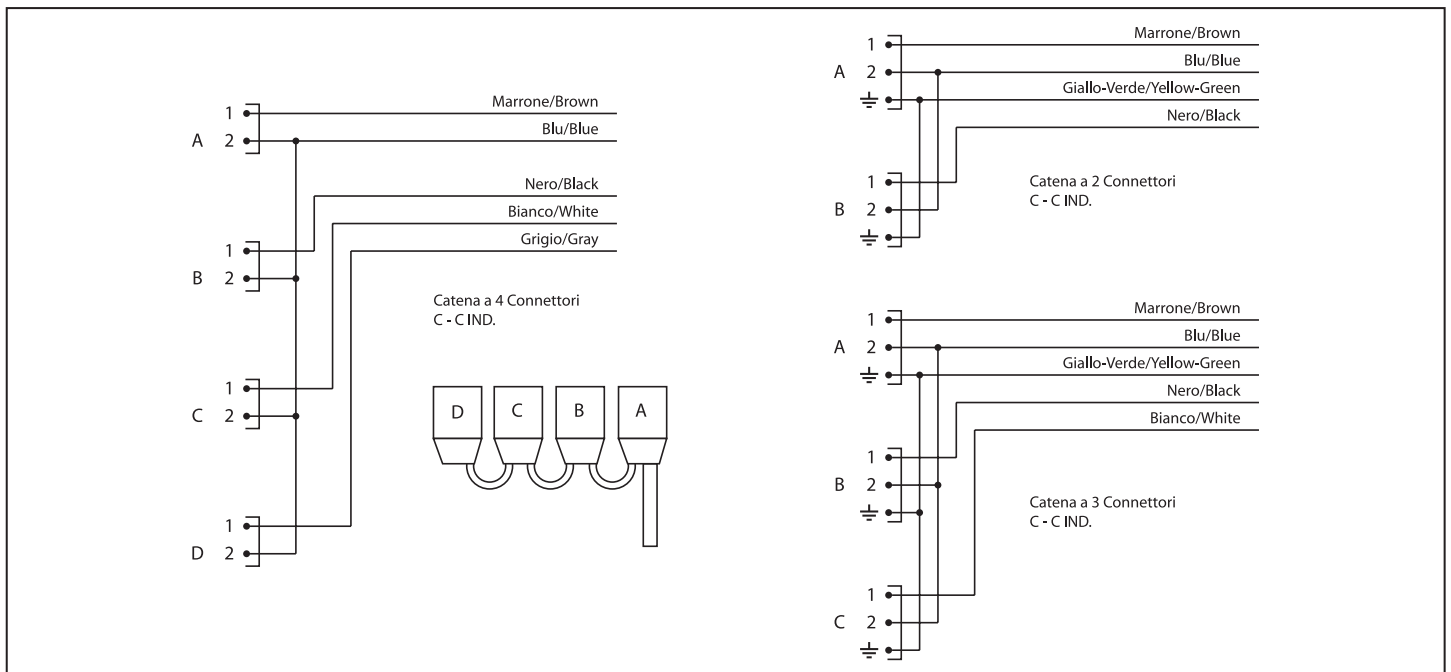 Marrone/Brown
1
Blu/Blue
A 2
Nero/Black
Bianco/White
1
Grigio/Gray
B 2
Catena a 4 Connettori
C - C IND.
1
C 2
D C B A
1
D 2
Marrone/Brown
1
Blu/Blue
A 2
Giallo-Verde/Yellow-Green
Nero/Black
1
Catena a 2 Connettori
C - C IND.
B 2
Marrone/Brown
1
Blu/Blue
A 2
Giallo-Verde/Yellow-Green
Nero/Black
Bianco/White
1
B 2
Catena a 3 Connettori
C - C IND.
1
C 2